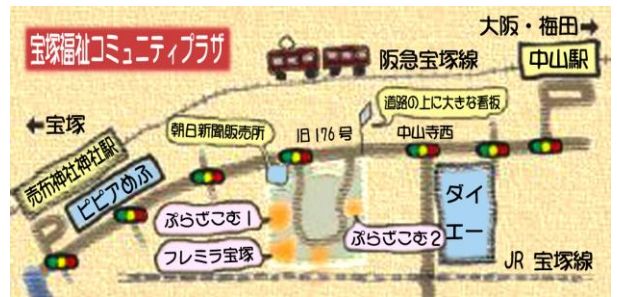 大阪・梅田→
宝塚福祉コミュニティプラザ
阪急宝塚線
中山駅
道路の上に大きな看板
←宝塚
朝日新聞販売所
旧176号
中山寺西
売布神社神社駅
ピピアめふ
ダイエー
ぷらざこむ1
ぷらざこむ2
フレミラ宝塚
JR 宝塚線